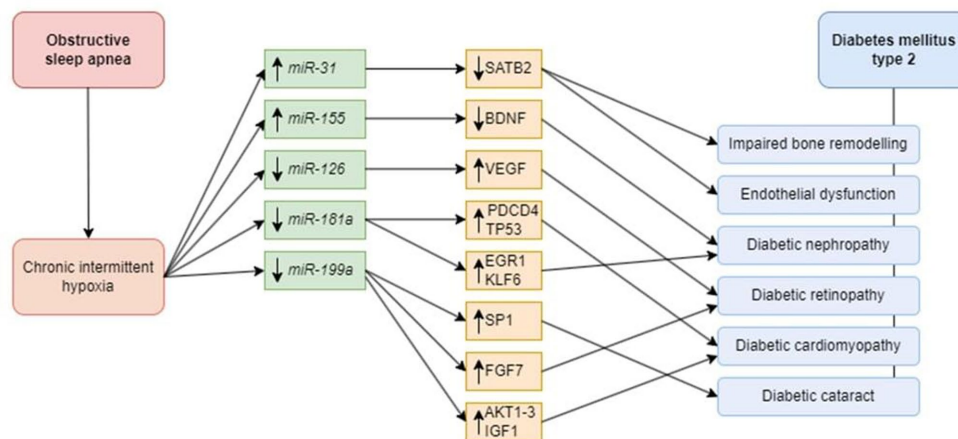 Obstructive
sleep apnea
Chronic intermittent
hypoxia
↑ miR-31
↑ miR-155
↓ miR-126
↓ miR-181a
↓ miR-199a
↓SATB2
↓BDNF
↑VEGF
↑PDCD4
TP53
↑EGR1
KLF6
↑SP1
↑FGF7
↑AKT1-3
IGF1
Diabetes mellitus
type 2
Impaired bone remodelling
Endothelial dysfunction
Diabetic nephropathy
Diabetic retinopathy
Diabetic cardiomyopathy
Diabetic cataract